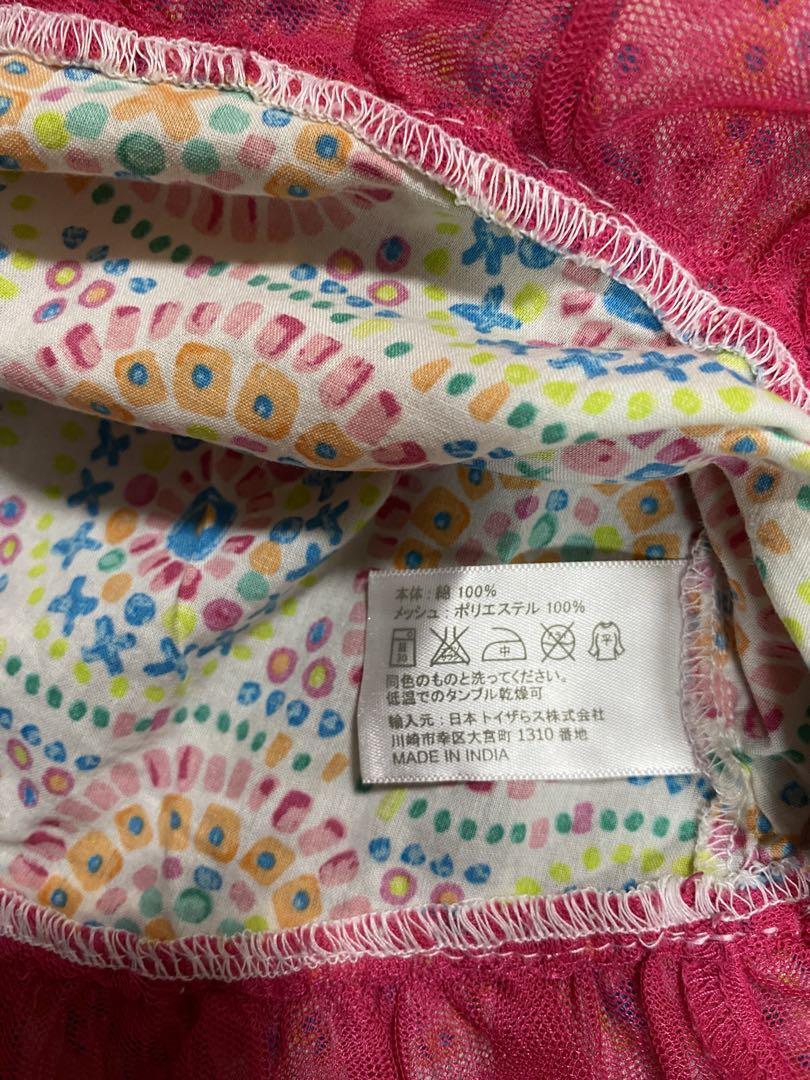 本体：綿 100%
メッシュ：ポリエステル 100%
中 平
同色のものと洗ってください。
低温でのタンブル乾燥可
輸入元：日本トイザらス株式会社
川崎市幸区大宮町 1310 番地
MADE IN INDIA